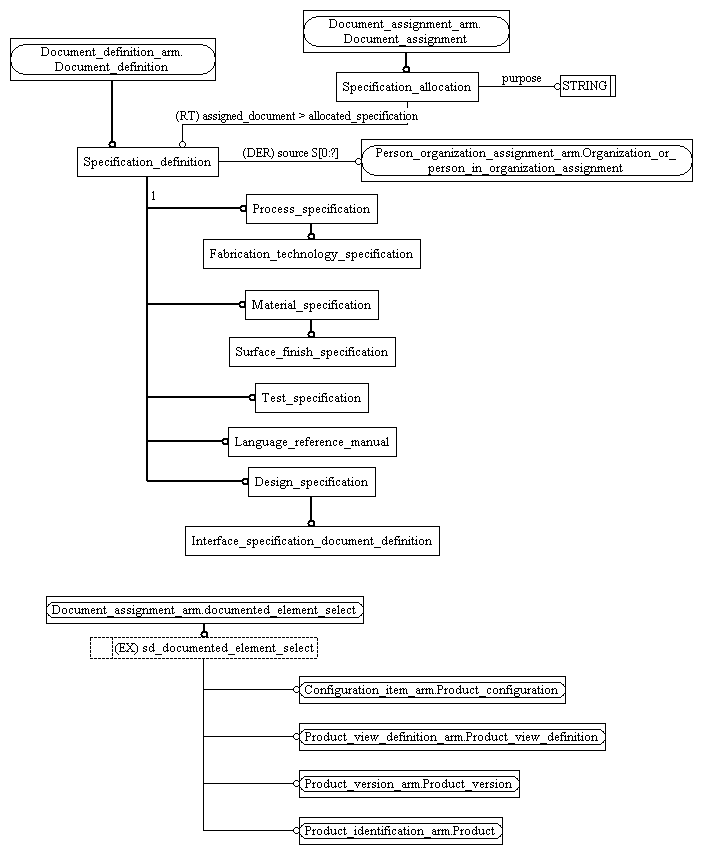 Document_assignment_arm.
Document_assignment
Document_definition_arm.
Document_definition
Specification_allocation
purpose
STRING
(RT) assigned_document > allocated_specification
Specification_definition
(DER) source S[0:?]
Person_organization_assignment_arm.Organization_or_
person_in_organization_assignment
1
Process_specification
Fabrication_technology_specification
Material_specification
Surface_finish_specification
Test_specification
Language_reference_manual
Design_specification
Interface_specification_document_definition
Document_assignment_arm.documented_element_select
(EX) sd_documented_element_select
Configuration_item_arm.Product_configuration
Product_view_definition_arm.Product_view_definition
Product_version_arm.Product_version
Product_identification_arm.Product